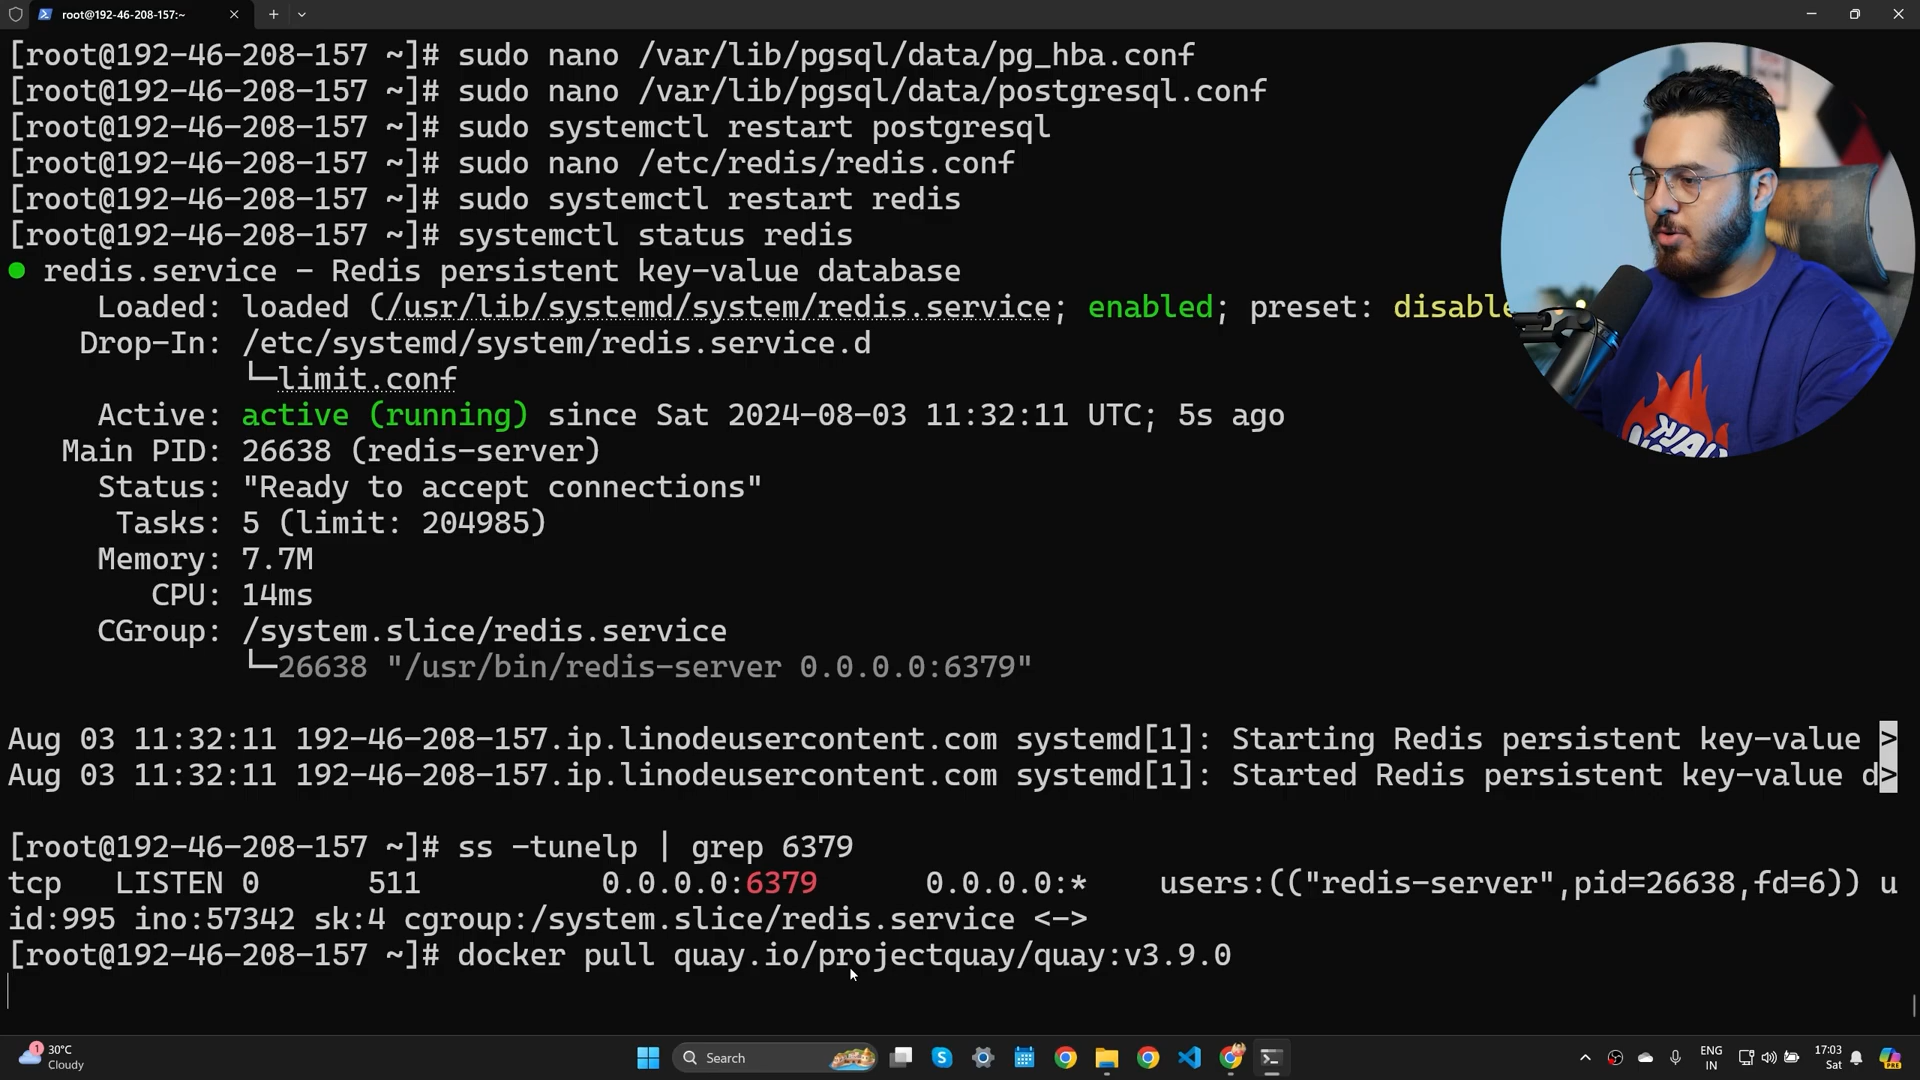 root@192-46-208-157:~
[root@192-46-208-157 ~]# sudo nano /var/lib/pgsql/data/pg_hba.conf
[root@192-46-208-157 ~]# sudo nano /var/lib/pgsql/data/postgresql.conf
[root@192-46-208-157 ~]# sudo systemctl restart postgresql
[root@192-46-208-157 ~]# sudo nano /etc/redis/redis.conf
[root@192-46-208-157 ~]# sudo systemctl restart redis
[root@192-46-208-157 ~]# systemctl status redis
● redis.service - Redis persistent key-value database
Loaded: loaded (/usr/lib/systemd/system/redis.service; enabled; preset: disable
Drop-In: /etc/systemd/system/redis.service.d
└─limit.conf
Active: active (running) since Sat 2024-08-03 11:32:11 UTC; 5s ago
Main PID: 26638 (redis-server)
Status: "Ready to accept connections"
Tasks: 5 (limit: 204985)
Memory: 7.7M
CPU: 14ms
CGroup: /system.slice/redis.service
└─26638 "/usr/bin/redis-server 0.0.0.0:6379"
Aug 03 11:32:11 192-46-208-157.ip.linodeusercontent.com systemd[1]: Starting Redis persistent key-value >
Aug 03 11:32:11 192-46-208-157.ip.linodeusercontent.com systemd[1]: Started Redis persistent key-value d>
[root@192-46-208-157 ~]# ss -tunelp | grep 6379
tcp LISTEN 0 511 0.0.0.0:6379 0.0.0.0:* users:(("redis-server",pid=26638,fd=6)) u
id:995 ino:57342 sk:4 cgroup:/system.slice/redis.service <->
[root@192-46-208-157 ~]# docker pull quay.io/projectquay/quay:v3.9.0
1
30°C
Cloudy
Search
ENG
IN
17:03
Sat
PRE